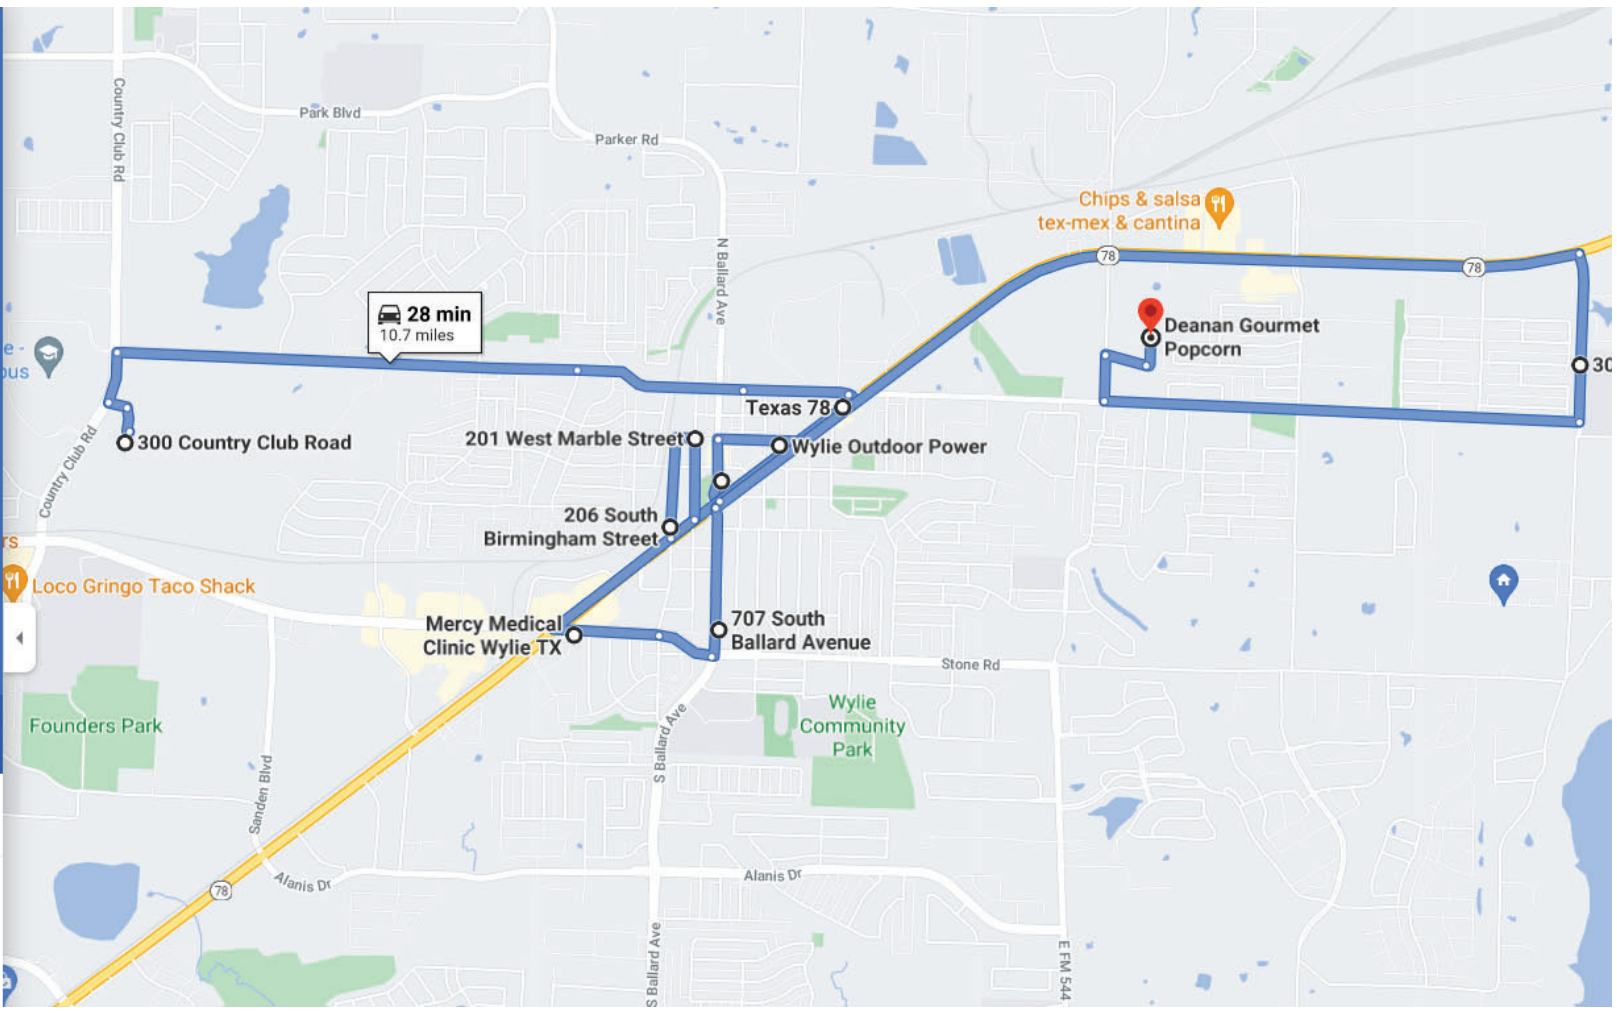 Country Club Rd
Park Blvd
Parker Rd
Chips & salsa
tex-mex & cantina
N Ballard Ave
78
78
28 min
10.7 miles
Deanan Gourmet
Popcorn
30
Texas 78
300 Country Club Road
201 West Marble Street
Wylie Outdoor Power
Country Club Rd
206 South
Birmingham Street
Loco Gringo Taco Shack
Mercy Medical
Clinic Wylie TX
707 South
Ballard Avenue
Stone Rd
Founders Park
Wylie
Community
Park
S Ballard Ave
Sanden Blvd
Alanis Dr
Alanis Dr
78
S Ballard Ave
E FM 544